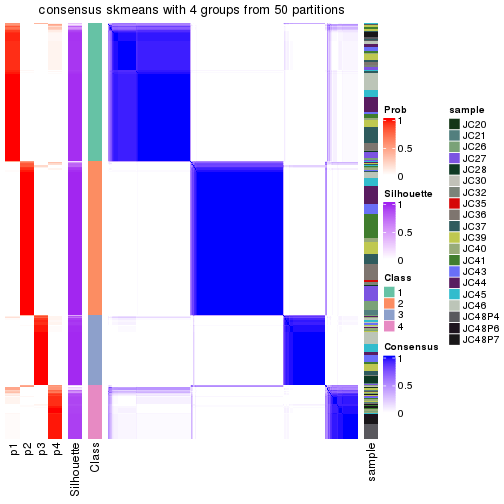 consensus skmeans with 4 groups from 50 partitions
Prob
1
0.5
0
Silhouette
1
0.5
0
Class
1
2
3
4
Consensus
1
0.5
0
sample
JC20
JC21
JC26
JC27
JC28
JC30
JC32
JC35
JC36
JC37
JC39
JC40
JC41
JC43
JC44
JC45
JC46
JC48P4
JC48P6
JC48P7
p1
p2
p3
p4
Silhouette
Class
sample